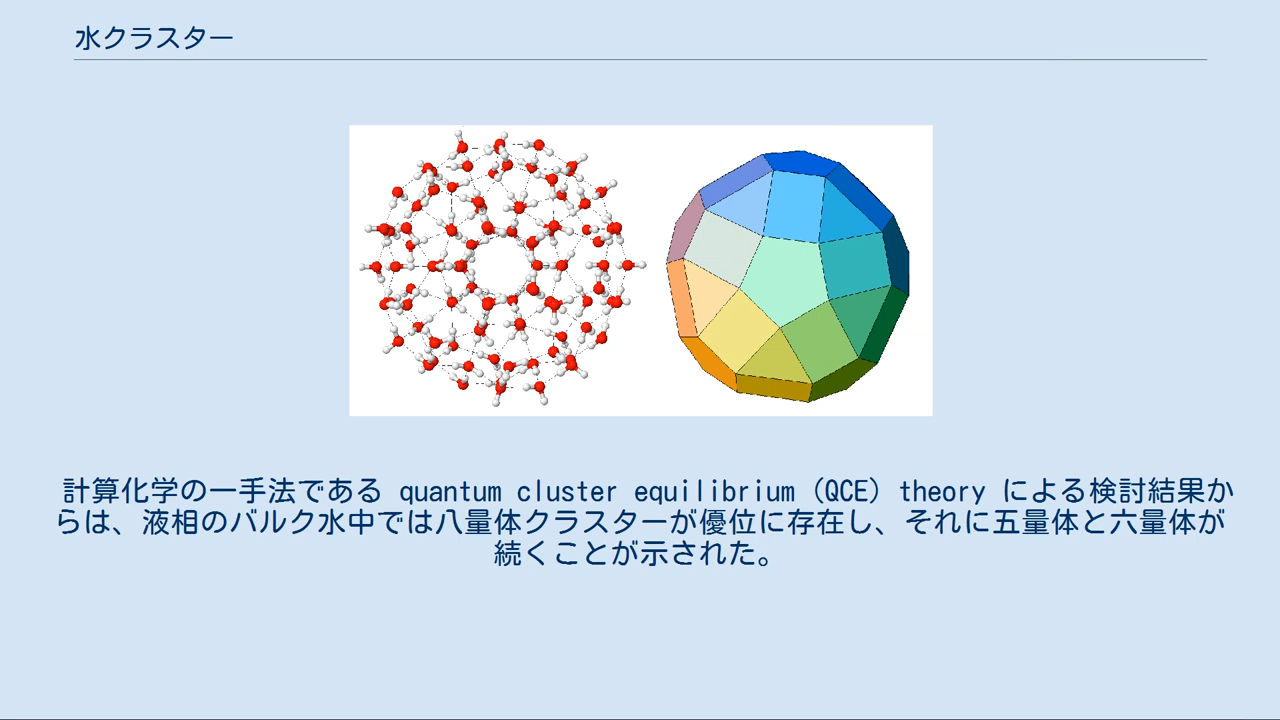 水クラスター
計算化学の一手法である quantum cluster equilibrium（QCE）theory による検討結果か
らは、液相のバルク水中では八量体クラスターが優位に存在し、それに五量体と六量体が
続くことが示された。